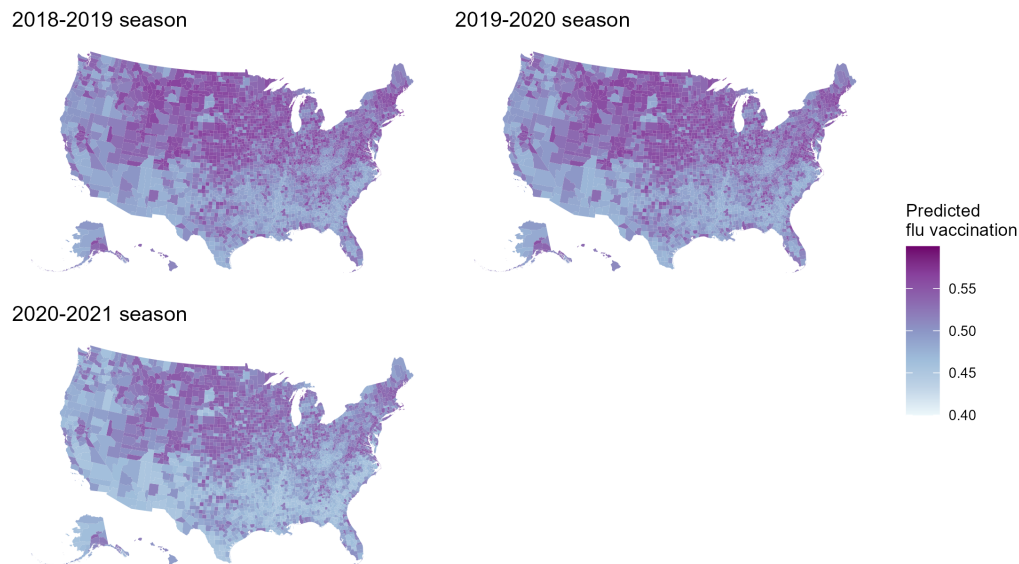 2018-2019 season
2019-2020 season
2020-2021 season
Predicted
flu vaccination
0.55
0.50
0.45
0.40